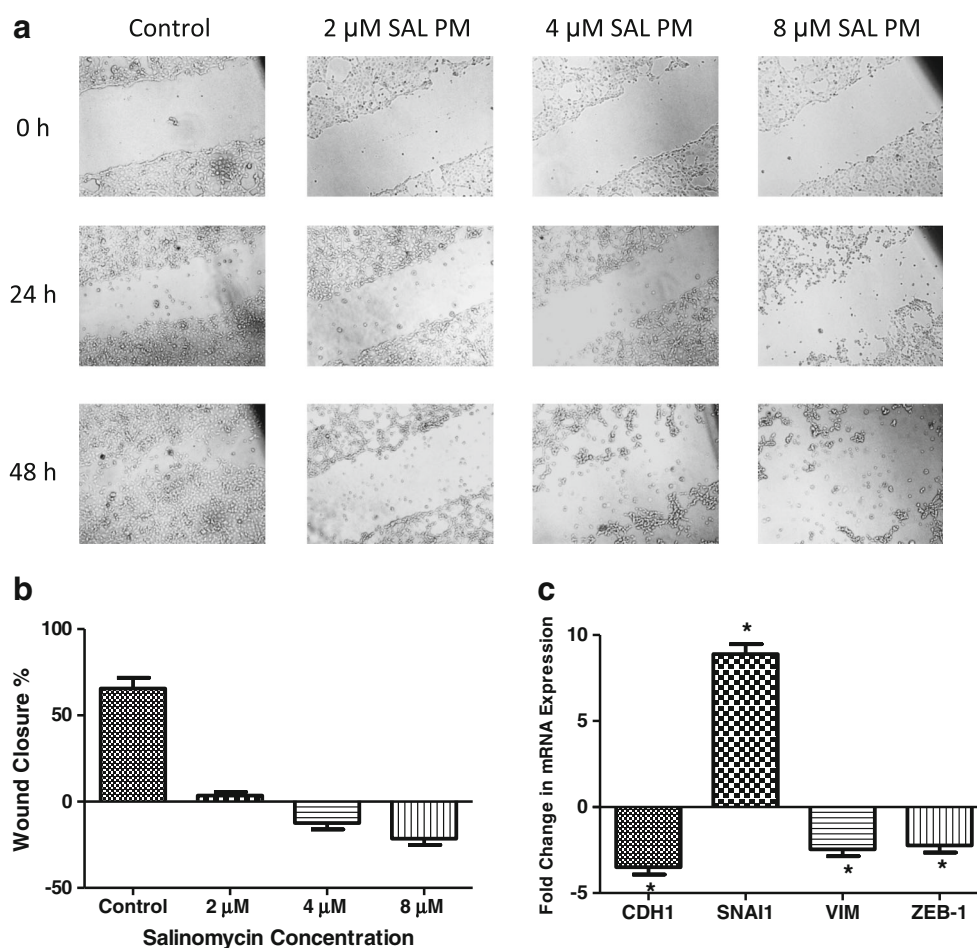 a
Control
2 µM SAL PM
4 µM SAL PM
8 µM SAL PM
0 h
24 h
48 h
b
Wound Closure %
100
50
0
-50
Control
2 µM
4 µM
8 µM
Salinomycin Concentration
c
Fold Change in mRNA Expression
10
5
0
-5
*
*
*
*
CDH1
SNAI1
VIM
ZEB-1